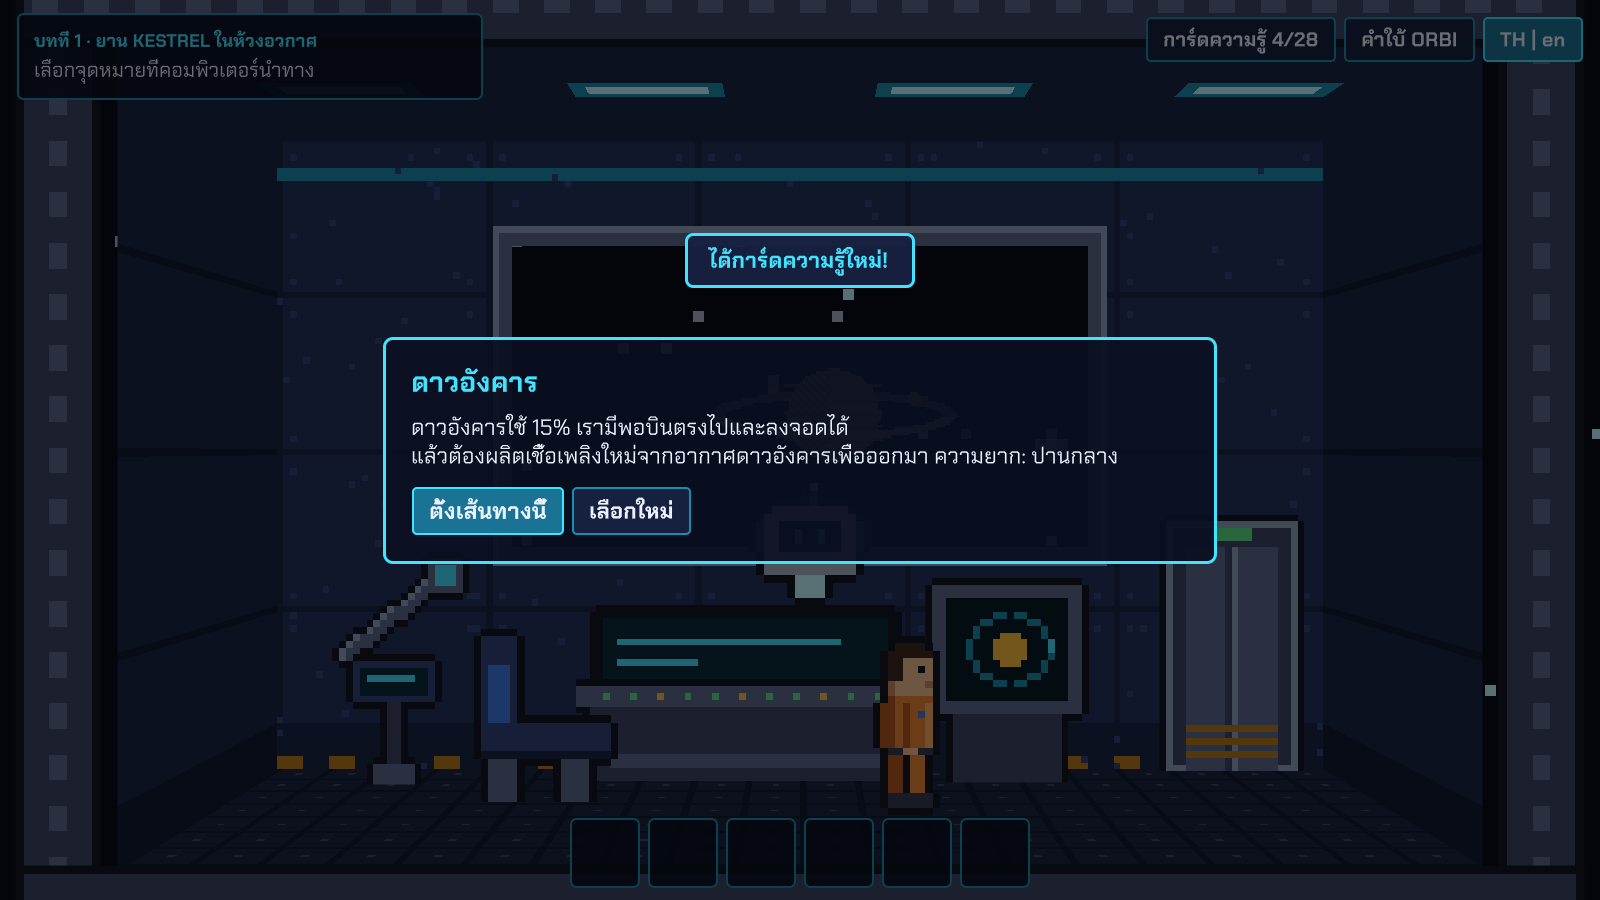 บทที่ 1 · ยาน KESTREL ในห้วงอวกาศ
เลือกจุดหมายที่คอมพิวเตอร์นำทาง
การ์ดความรู้ 4/28
คำใบ้ ORBI
TH | en
ได้การ์ดความรู้ใหม่!
ดาวอังคาร
ดาวอังคารใช้ 15% เรามีพอบินตรงไปและลงจอดได้
แล้วต้องผลิตเชื้อเพลิงใหม่จากอากาศดาวอังคารเพื่อออกมา ความยาก: ปานกลาง
ตั้งเส้นทางนี้
เลือกใหม่